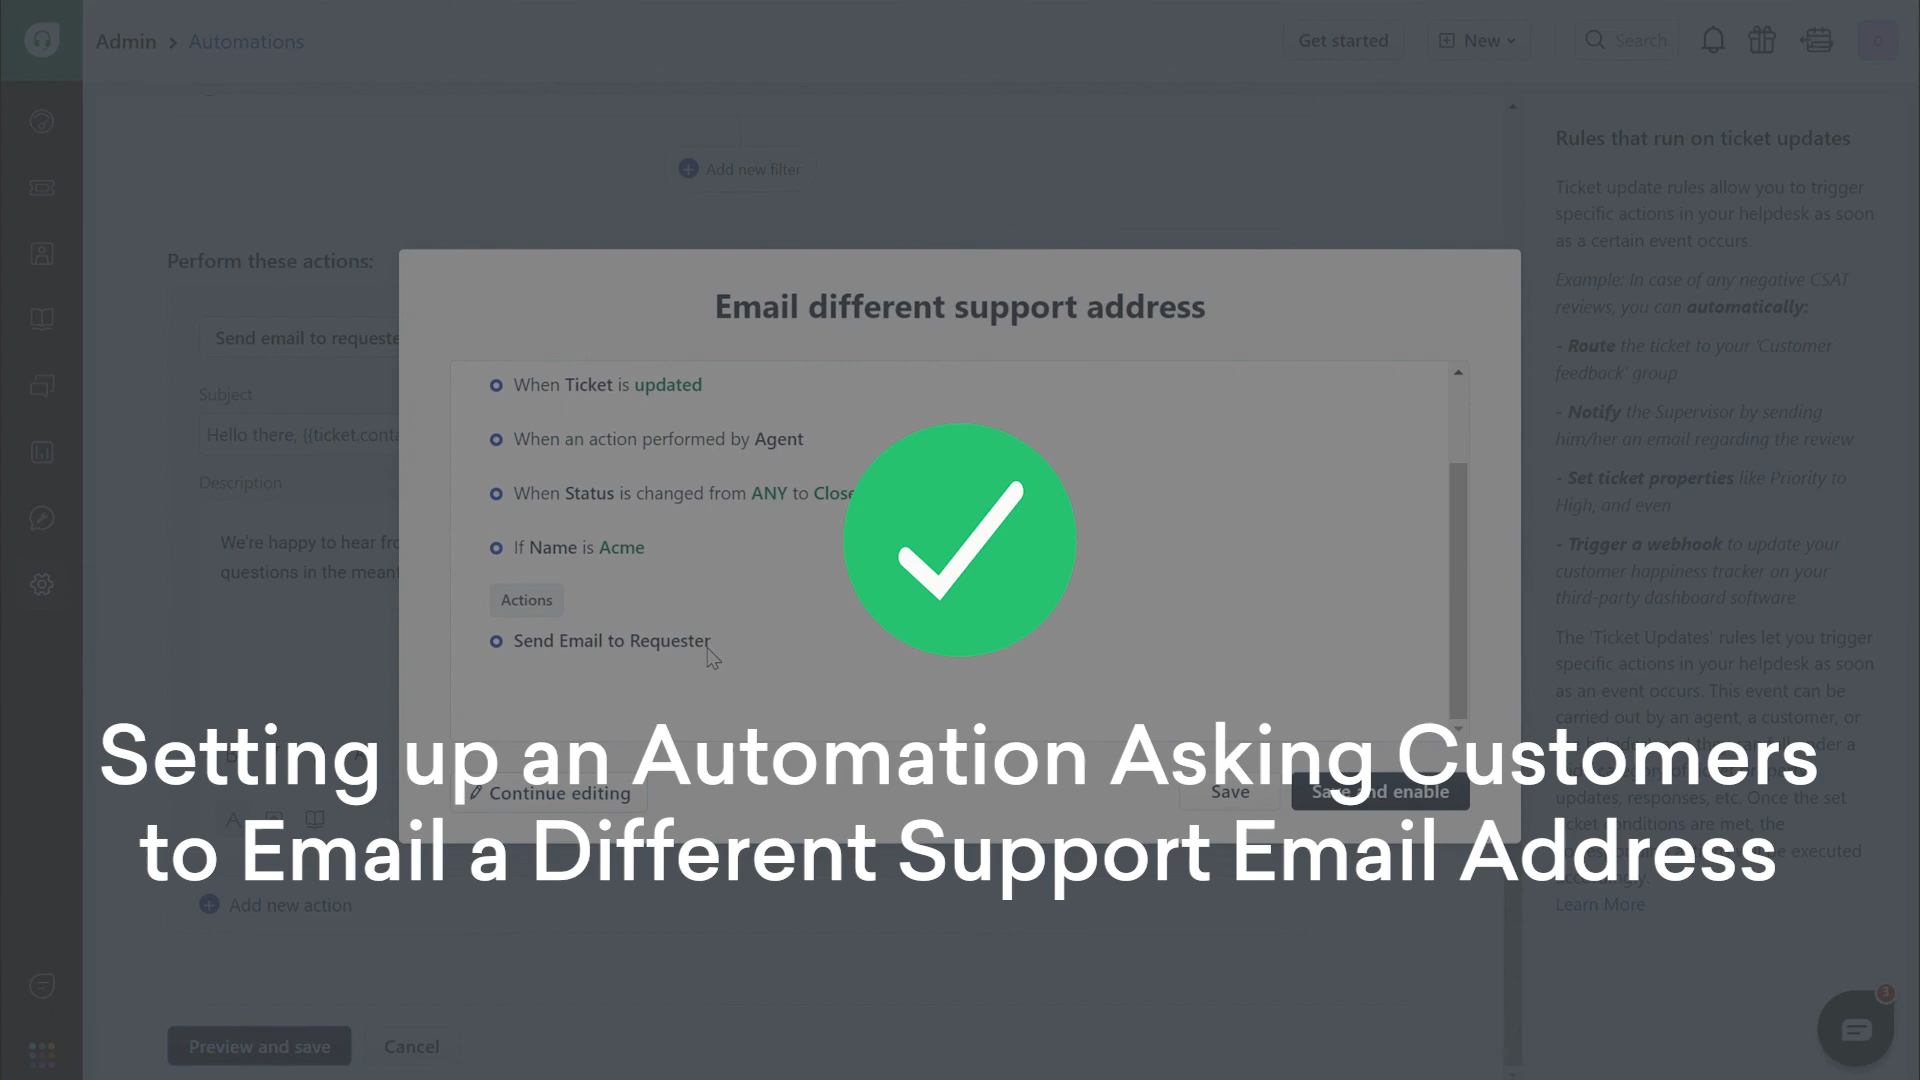 Admin > Automations
Get started
New
Search
Add new filter
Perform these actions:
Send email to requeste
Subject
Hello there, {{ticket.conta
Description
We're happy to hear fro
questions in the meant
Email different support address
When Ticket is updated
When an action performed by Agent
When Status is changed from ANY to Close
If Name is Acme
Actions
Send Email to Requester
Continue editing
Save
Save and enable
Setting up an Automation Asking Customers
to Email a Different Support Email Address
Add new action
Preview and save
Cancel
Rules that run on ticket updates
Ticket update rules allow you to trigger
specific actions in your helpdesk as soon
as a certain event occurs.
Example: In case of any negative CSAT
reviews, you can automatically:
- Route the ticket to your 'Customer
feedback' group
- Notify the Supervisor by sending
him/her an email regarding the review
- Set ticket properties like Priority to
High, and even
- Trigger a webhook to update your
customer happiness tracker on your
third-party dashboard software
The 'Ticket Updates' rules let you trigger
specific actions in your helpdesk as soon
as an event occurs. This event can be
carried out by an agent, a customer, or
a
updates, responses, etc. Once the set
ticket conditions are met, the
be executed
accordingly.
Learn More
3